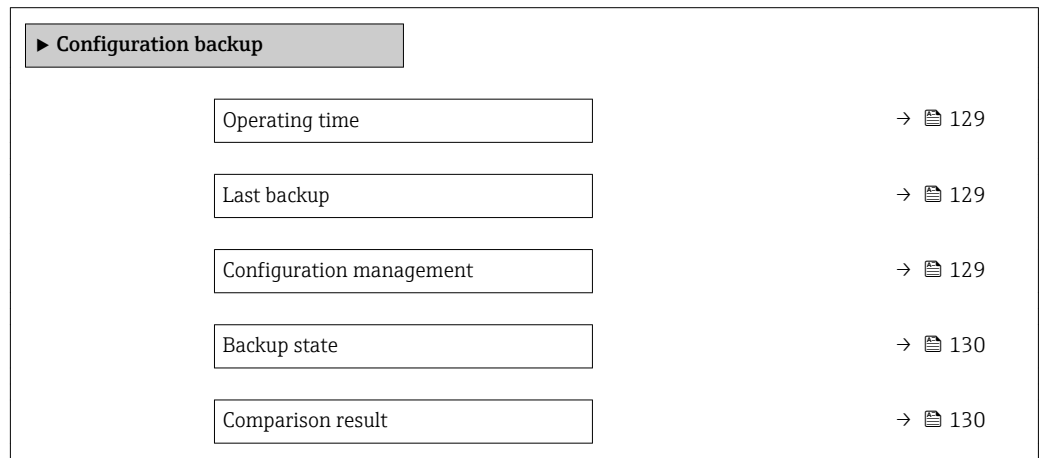 ▶ Configuration backup
Operating time → 🖹 129
Last backup → 🖹 129
Configuration management → 🖹 129
Backup state → 🖹 130
Comparison result → 🖹 130